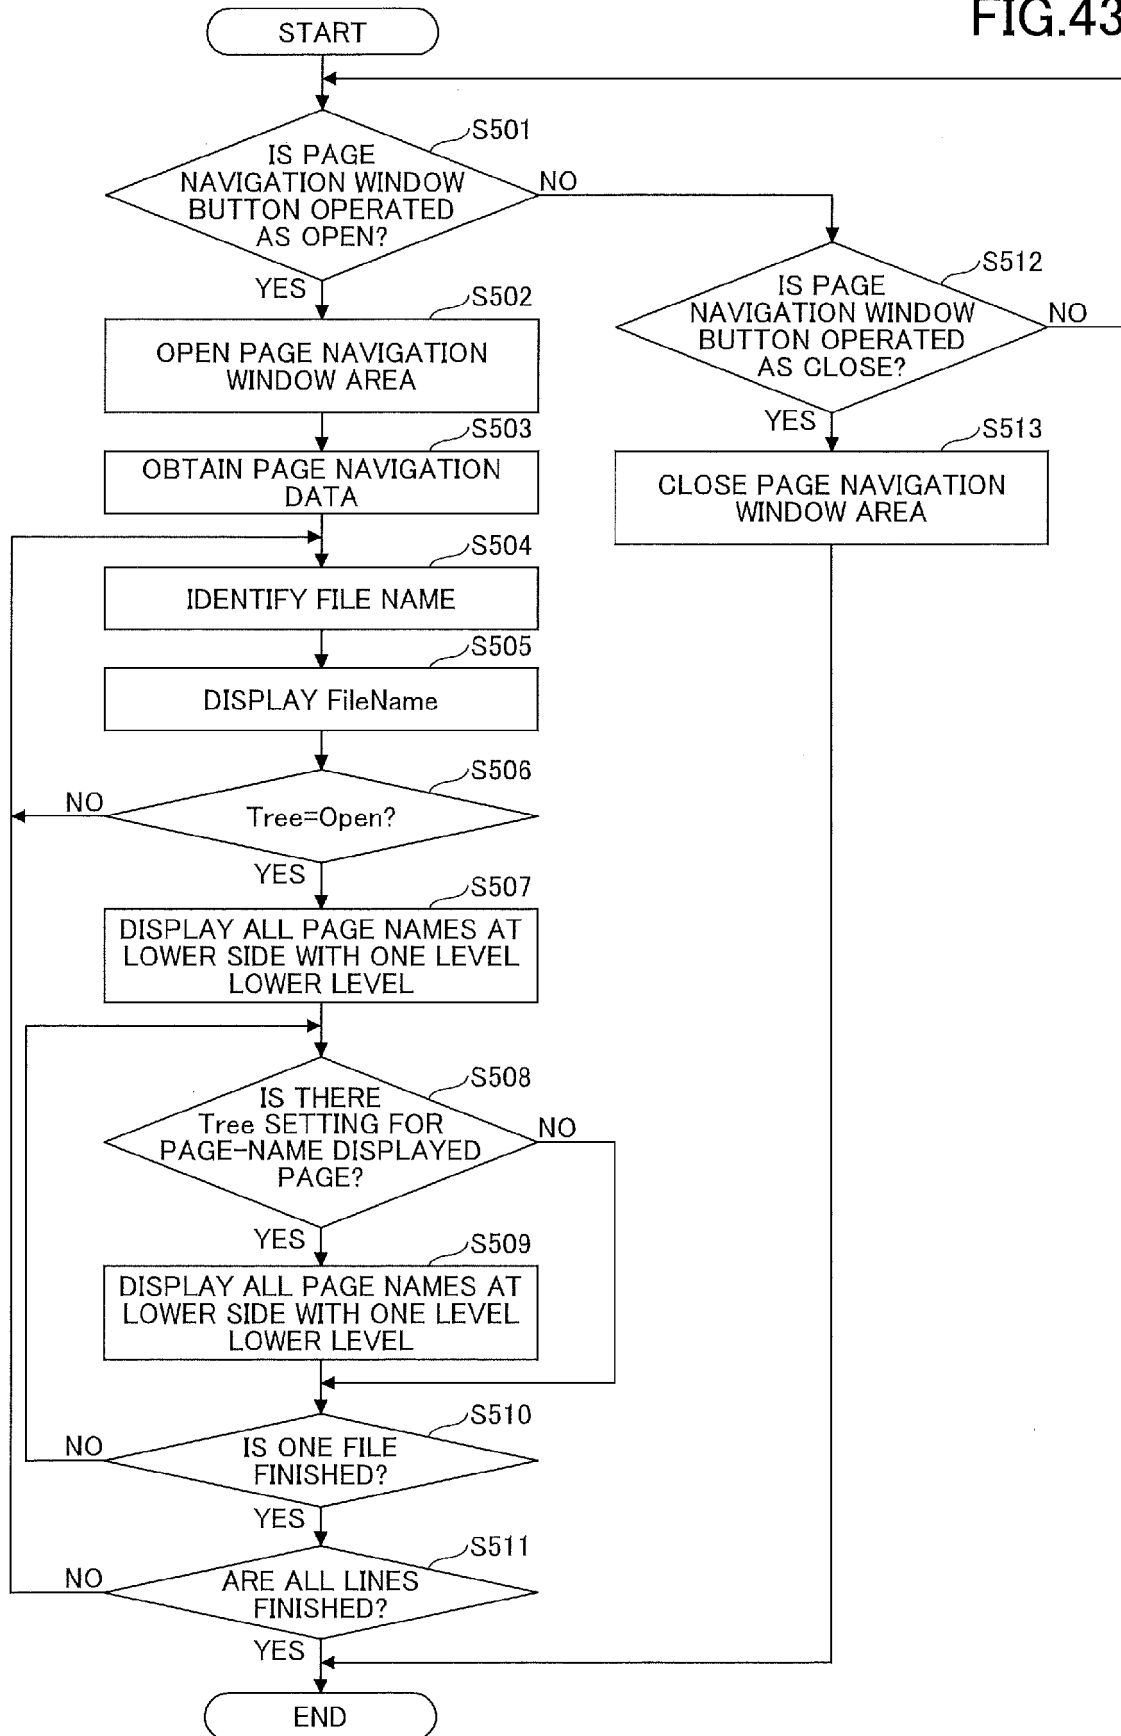 FIG.43
START
S501
IS PAGE
NAVIGATION WINDOW
BUTTON OPERATED
AS OPEN?
NO
YES
S512
IS PAGE
NAVIGATION WINDOW
BUTTON OPERATED
AS CLOSE?
NO
YES
S502
OPEN PAGE NAVIGATION
WINDOW AREA
S503
OBTAIN PAGE NAVIGATION
DATA
S513
CLOSE PAGE NAVIGATION
WINDOW AREA
S504
IDENTIFY FILE NAME
S505
DISPLAY FileName
S506
NO
Tree=Open?
YES
S507
DISPLAY ALL PAGE NAMES AT
LOWER SIDE WITH ONE LEVEL
LOWER LEVEL
S508
IS THERE
Tree SETTING FOR
PAGE-NAME DISPLAYED
PAGE?
NO
YES
S509
DISPLAY ALL PAGE NAMES AT
LOWER SIDE WITH ONE LEVEL
LOWER LEVEL
S510
NO
IS ONE FILE
FINISHED?
YES
S511
NO
ARE ALL LINES
FINISHED?
YES
END